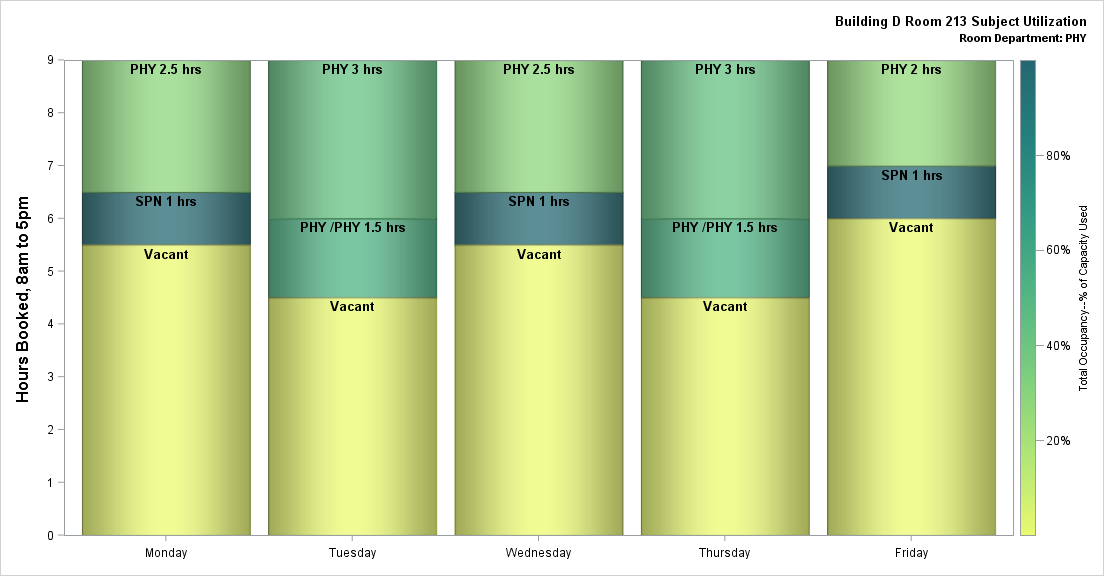 Building D Room 213 Subject Utilization
Room Department: PHY
Hours Booked, 8am to 5pm
9
8
7
6
5
4
3
2
1
0
PHY 2.5 hrs
SPN 1 hrs
Vacant
PHY 3 hrs
PHY /PHY 1.5 hrs
Vacant
PHY 2.5 hrs
SPN 1 hrs
Vacant
PHY 3 hrs
PHY /PHY 1.5 hrs
Vacant
PHY 2 hrs
SPN 1 hrs
Vacant
Monday
Tuesday
Wednesday
Thursday
Friday
80%
60%
40%
20%
Total Occupancy--% of Capacity Used